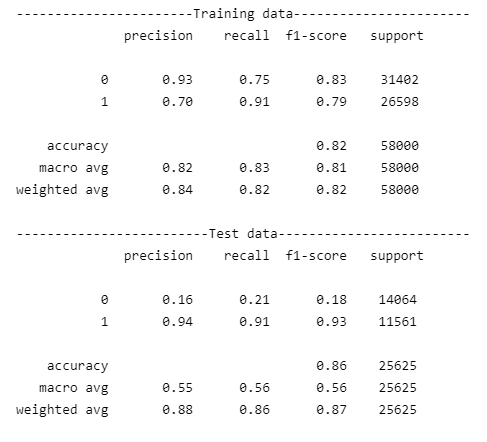 -----------------------Training data-----------------------
precision recall f1-score support
0 0.93 0.75 0.83 31402
1 0.70 0.91 0.79 26598
accuracy 0.82 58000
macro avg 0.82 0.83 0.81 58000
weighted avg 0.84 0.82 0.82 58000
-------------------------Test data-------------------------
precision recall f1-score support
0 0.16 0.21 0.18 14064
1 0.94 0.91 0.93 11561
accuracy 0.86 25625
macro avg 0.55 0.56 0.56 25625
weighted avg 0.88 0.86 0.87 25625